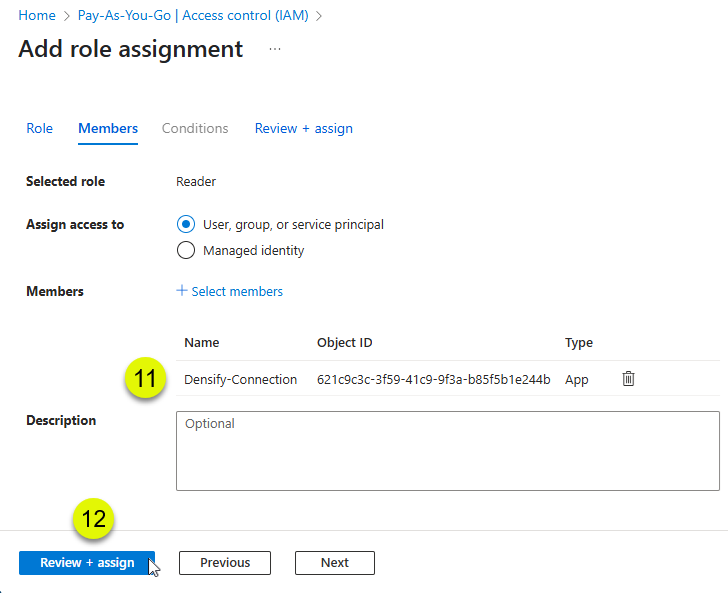 Home > Pay-As-You-Go | Access control (IAM) >
Add role assignment ...
Role Members Conditions Review + assign
Selected role Reader
Assign access to User, group, or service principal
Managed identity
Members + Select members
Name Object ID Type
11 Densify-Connection 621c9c3c-3f59-41c9-9f3a-b85f5b1e244b App
Description Optional
12
Review + assign Previous Next